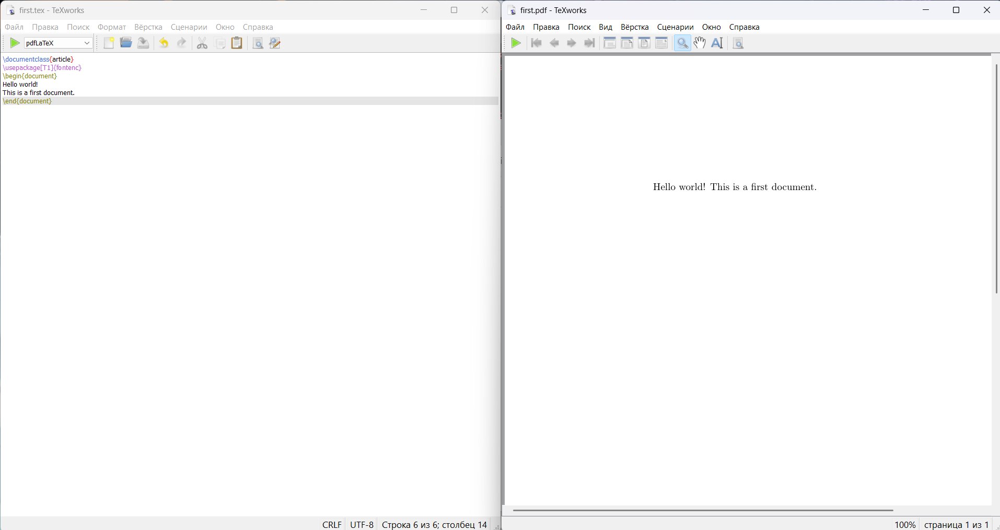 first.tex - TeXworks
Файл Правка Поиск Формат Вёрстка Сценарии Окно Справка
pdfLaTeX
\documentclass{article}
\usepackage[T1]{fontenc}
\begin{document}
Hello world!
This is a first document.
\end{document}
CRLF UTF-8 Строка 6 из 6; столбец 14
first.pdf - TeXworks
Файл Правка Поиск Вид Вёрстка Сценарии Окно Справка
Hello world! This is a first document.
100% страница 1 из 1